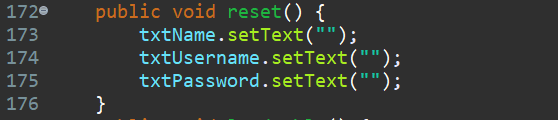 172 public void reset() {
173 txtName.setText("");
174 txtUsername.setText("");
175 txtPassword.setText("");
176 }